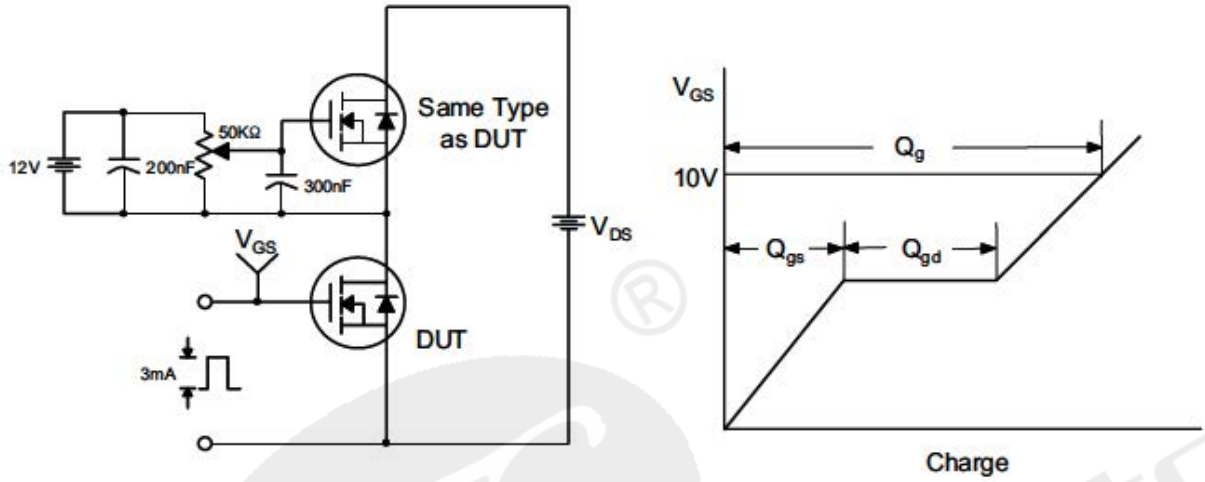 Same Type
as DUT
50KΩ
12V
200nF
300nF
VGS
VDS
DUT
3mA
VGS
Qg
10V
Qgs
Qgd
Charge
®